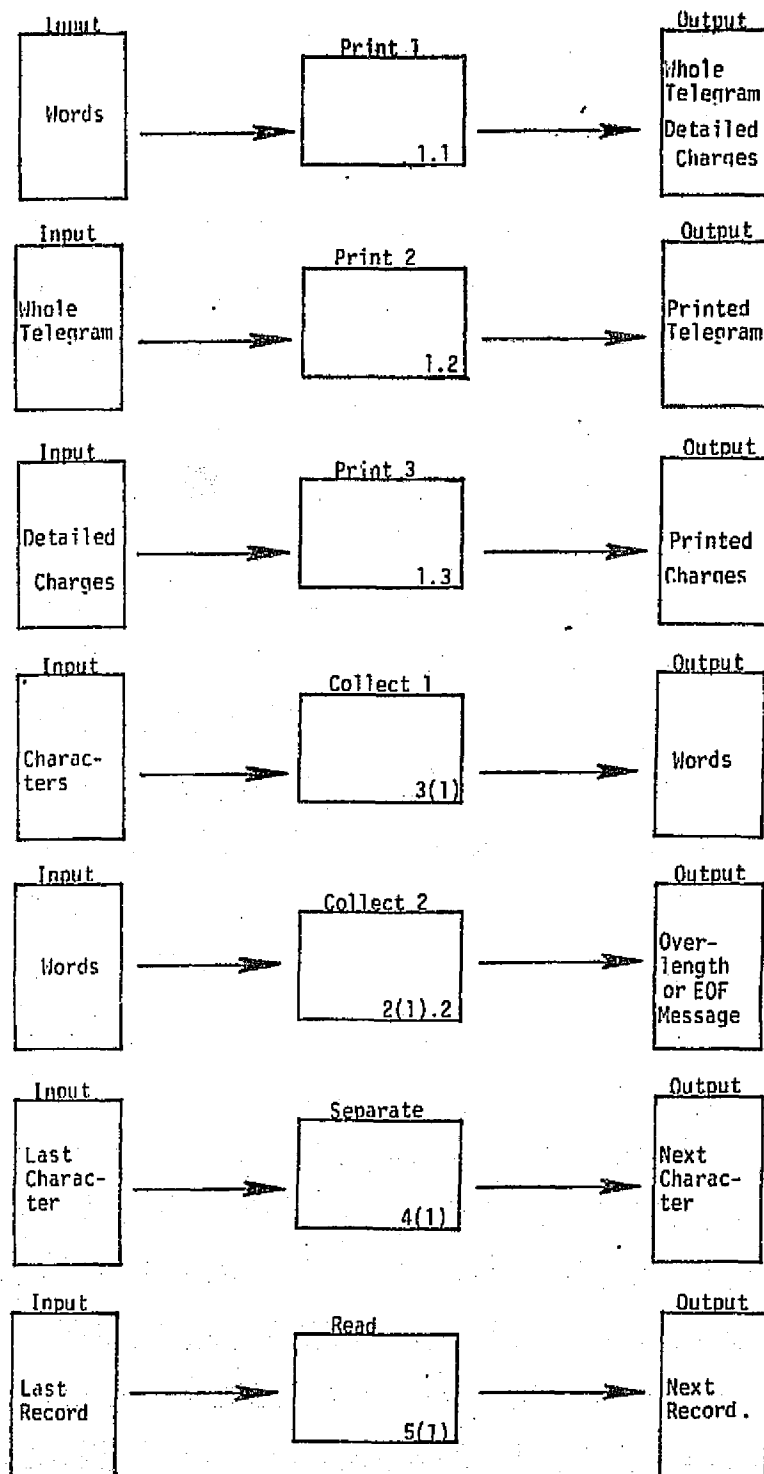 Input
Print 1
Output
Words
1.1
Whole
Telegram
Detailed
Charges
Input
Print 2
Output
Whole
Telegram
1.2
Printed
Telegram
Input
Print 3
Output
Detailed
Charges
1.3
Printed
Charges
Input
Collect 1
Output
Charac-
ters
3(1)
Words
Input
Collect 2
Output
Words
2(1).2
Over-
length
or EOF
Message
Input
Separate
Output
Last
Charac-
ter
4(1)
Next
Charac-
ter
Input
Read
Output
Last
Record
5(1)
Next
Record.